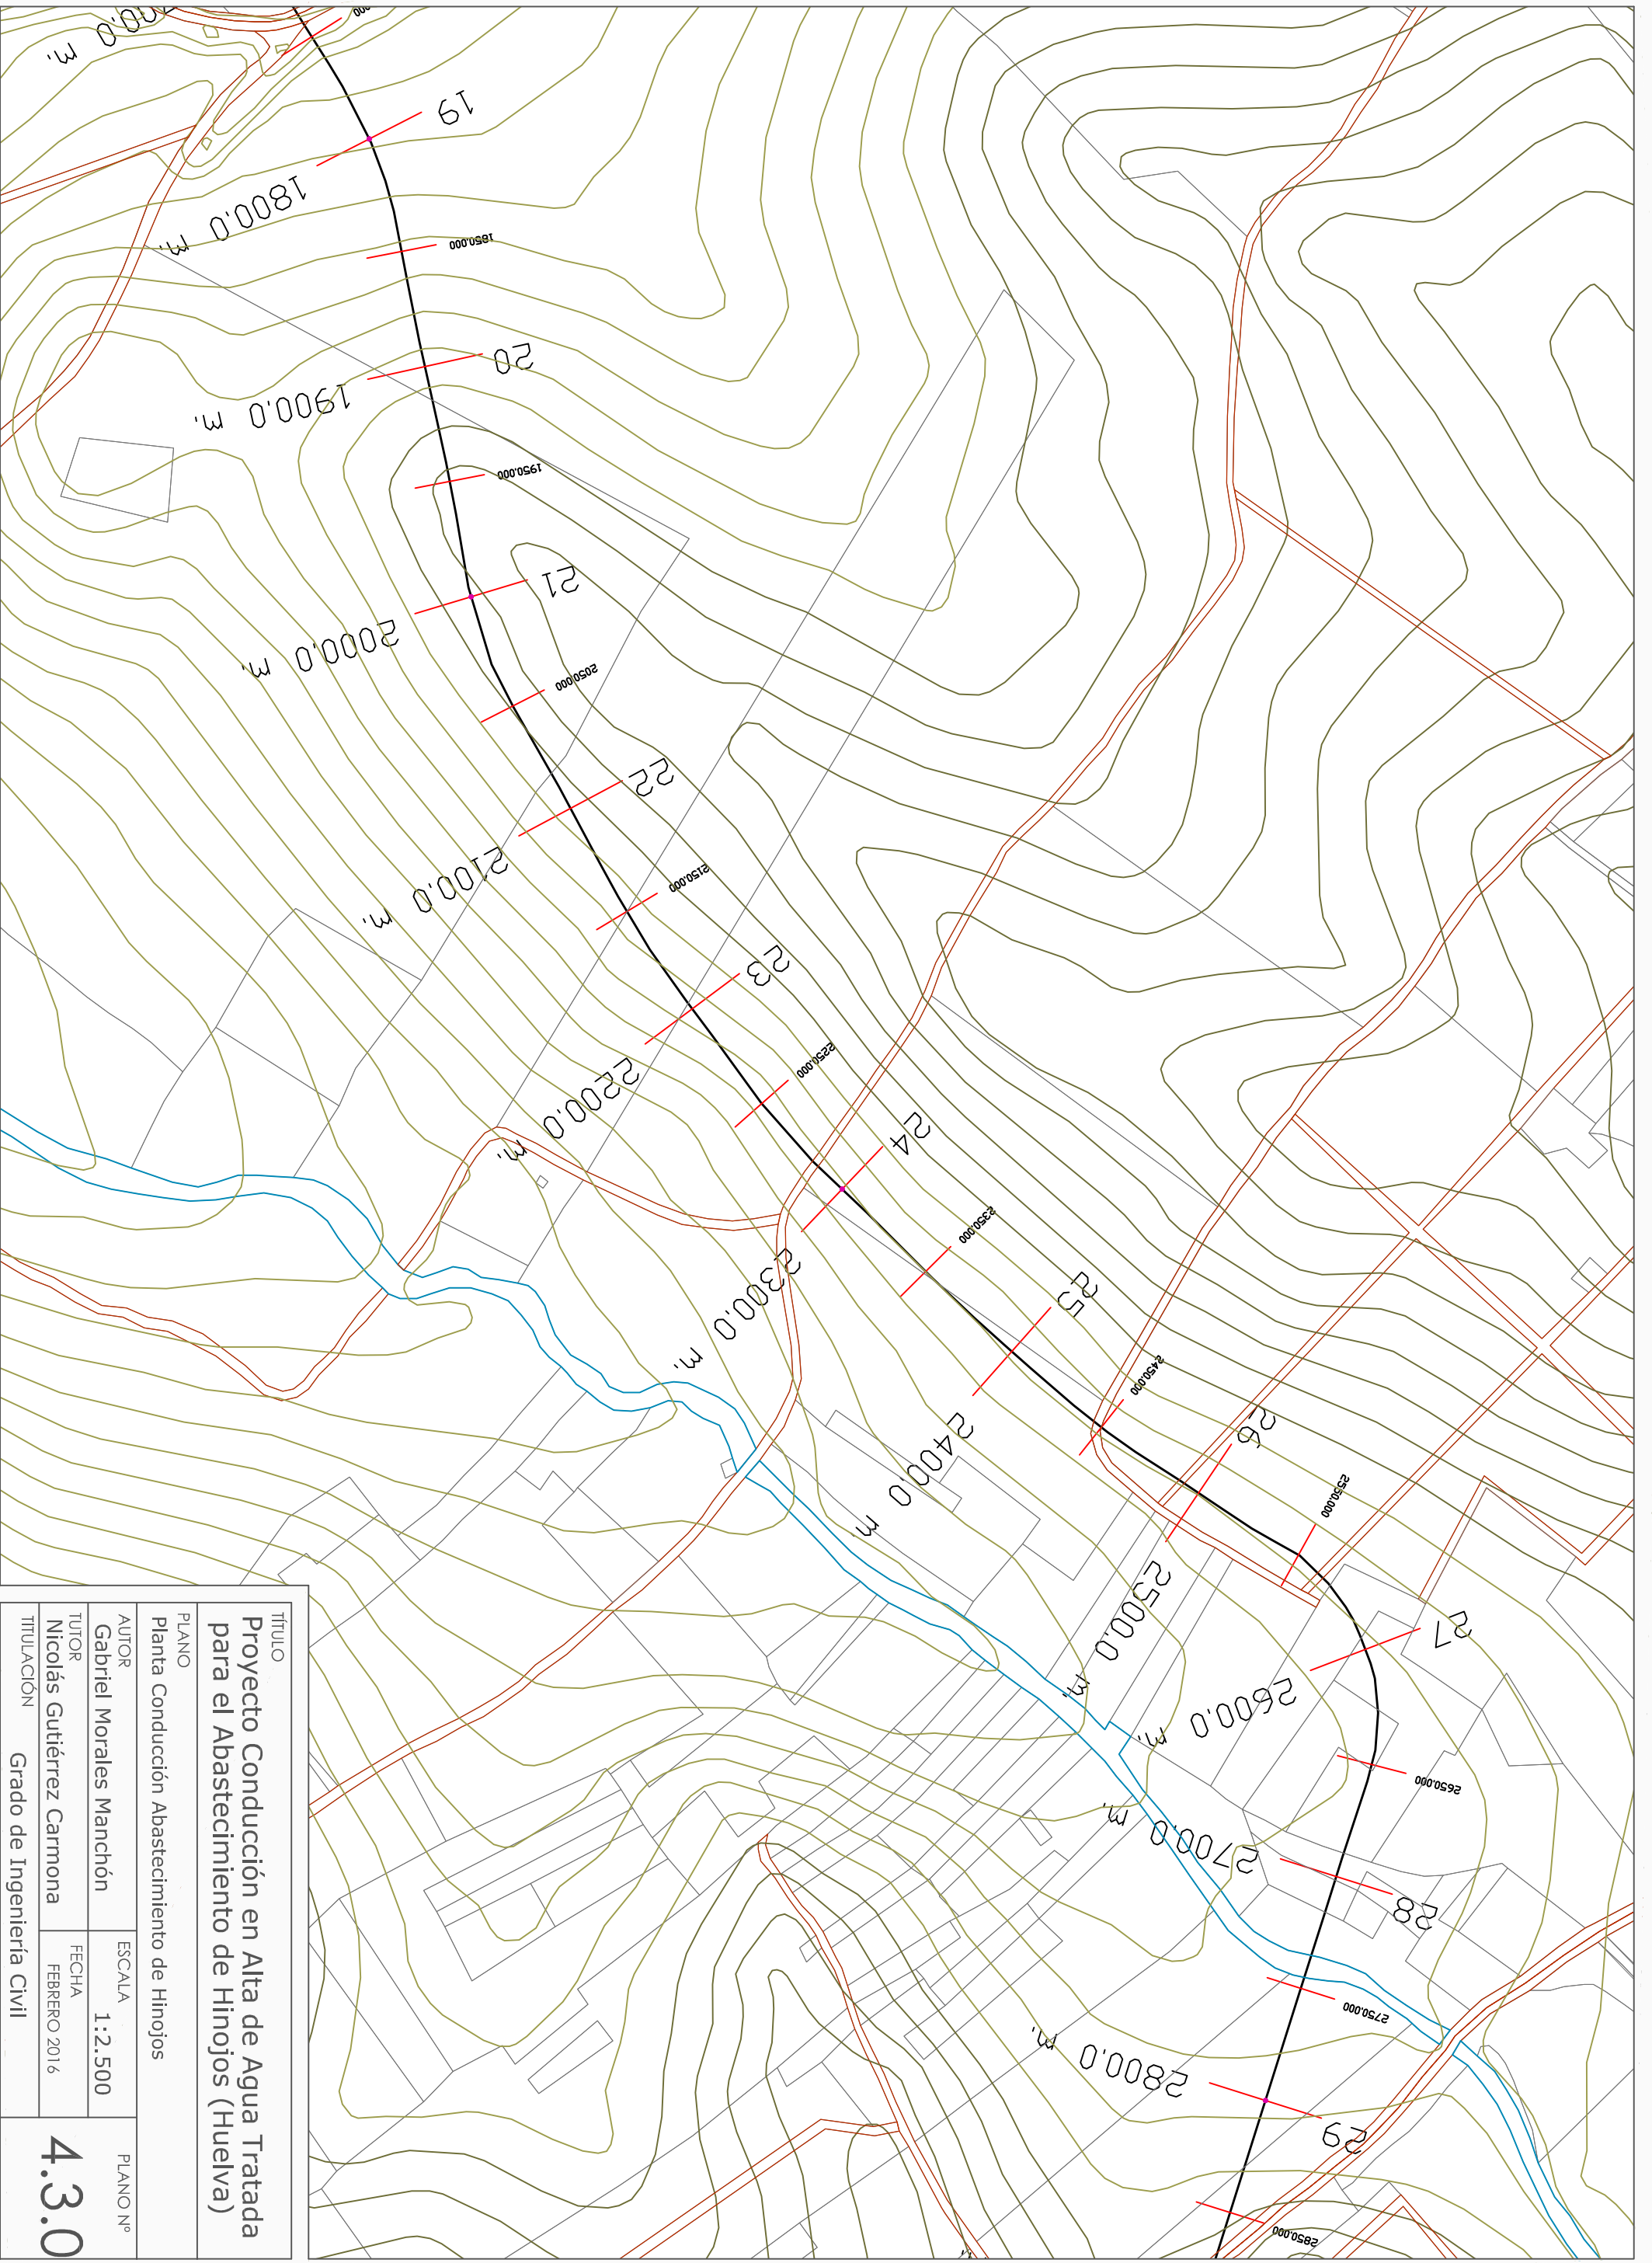 1700.0 m.
19
1800.0 m.
1850.000
20
1900.0 m.
1950.000
21
2000.0 m.
2050.000
22
2100.0 m.
2150.000
23
2200.0 m.
2250.000
24
2300.0 m.
2350.000
25
2400.0 m.
2450.000
26
2500.0 m.
2550.000
27
2600.0 m.
2650.000
28
2700.0 m.
2750.000
29
2800.0 m.
2850.000
TÍTULO
Proyecto Conducción en Alta de Agua Tratada
para el Abastecimiento de Hinojos (Huelva)
PLANO
Planta Conducción Abastecimiento de Hinojos
AUTOR
Gabriel Morales Manchón
ESCALA
1:2.500
PLANO Nº
4.3.0
TUTOR
Nicolás Gutiérrez Carmona
FECHA
FEBRERO 2016
TITULACIÓN
Grado de Ingeniería Civil